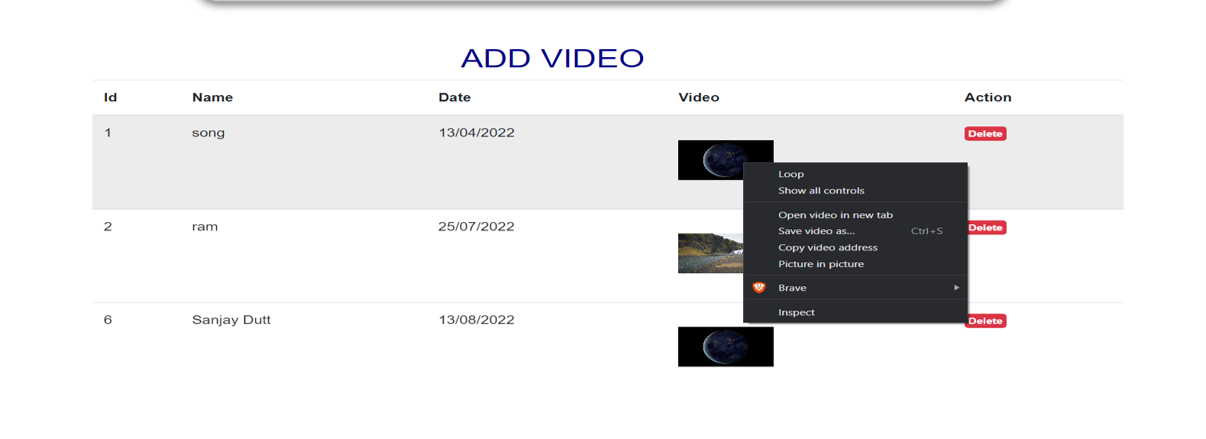 ADD VIDEO
Id Name Date Video Action
1 song 13/04/2022 Delete
Loop
Show all controls
Open video in new tab
Save video as... Ctrl+S
Copy video address
Picture in picture
Brave
Inspect
2 ram 25/07/2022 Delete
6 Sanjay Dutt 13/08/2022 Delete